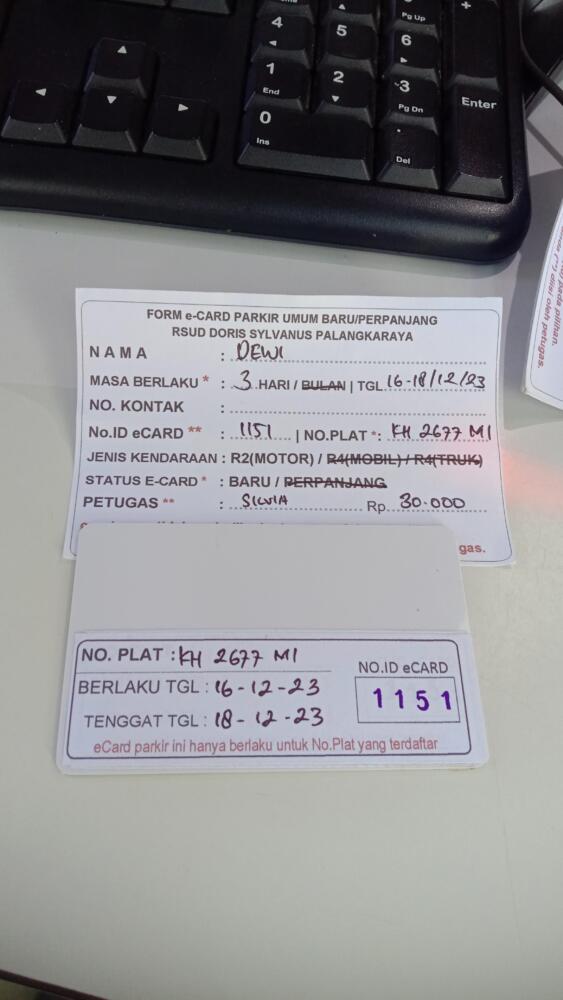 4
5
6
Pg Up
+
1
End
2
3
Pg Dn
Enter
0
Ins
.
Del
FORM e-CARD PARKIR UMUM BARU/PERPANJANG
RSUD DORIS SYLVANUS PALANGKARAYA
NAMA : DEWI
MASA BERLAKU * : 3 HARI / BULAN | TGL 16-18/12/23
NO. KONTAK :
No.ID eCARD ** : 1151 | NO.PLAT *: KH 2677 MI
JENIS KENDARAAN : R2(MOTOR) / R4(MOBIL) / R4(TRUK)
STATUS E-CARD * : BARU / PERPANJANG
PETUGAS ** : SILVIA Rp. 30.000
gas.
NO. PLAT : KH 2677 MI
BERLAKU TGL : 16-12-23
TENGGAT TGL : 18-12-23
NO.ID eCARD
1151
eCard parkir ini hanya berlaku untuk No.Plat yang terdaftar
pada pilihan.
diisi oleh petugas.